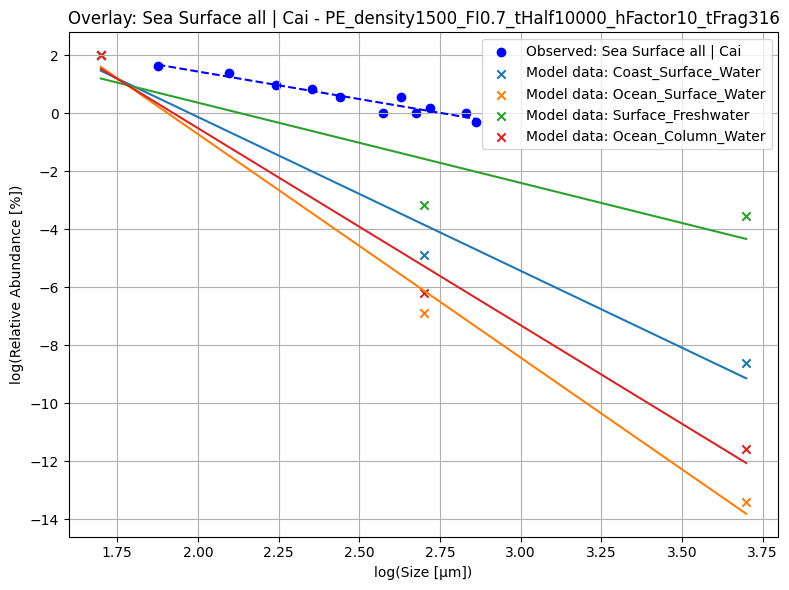 Overlay: Sea Surface all | Cai - PE_density1500_FI0.7_tHalf10000_hFactor10_tFrag316
Observed: Sea Surface all | Cai
Model data: Coast_Surface_Water
Model data: Ocean_Surface_Water
Model data: Surface_Freshwater
Model data: Ocean_Column_Water
log(Relative Abundance [%])
2
0
−2
−4
−6
−8
−10
−12
−14
1.75
2.00
2.25
2.50
2.75
3.00
3.25
3.50
3.75
log(Size [μm])